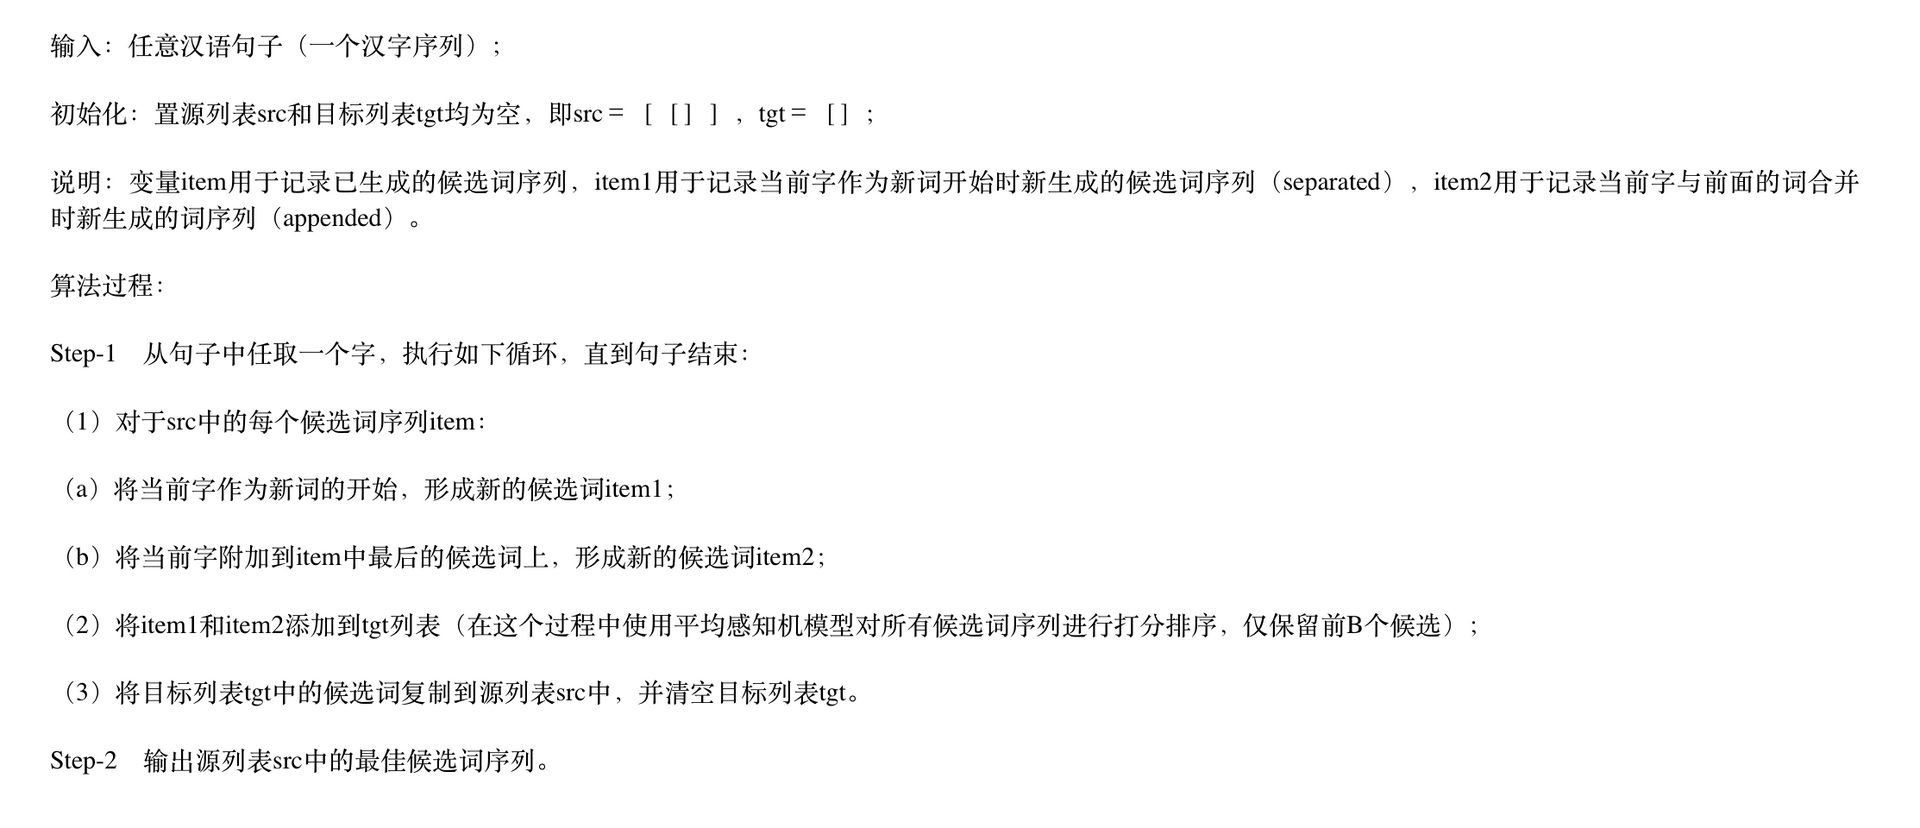 输入：任意汉语句子（一个汉字序列）；
初始化：置源列表src和目标列表tgt均为空，即src＝［［］］，tgt＝［］；
说明：变量item用于记录已生成的候选词序列，item1用于记录当前字作为新词开始时新生成的候选词序列（separated），item2用于记录当前字与前面的词合并
时新生成的词序列（appended）。
算法过程：
Step-1　从句子中任取一个字，执行如下循环，直到句子结束：
（1）对于src中的每个候选词序列item：
（a）将当前字作为新词的开始，形成新的候选词item1；
（b）将当前字附加到item中最后的候选词上，形成新的候选词item2；
（2）将item1和item2添加到tgt列表（在这个过程中使用平均感知机模型对所有候选词序列进行打分排序，仅保留前B个候选）；
（3）将目标列表tgt中的候选词复制到源列表src中，并清空目标列表tgt。
Step-2　输出源列表src中的最佳候选词序列。